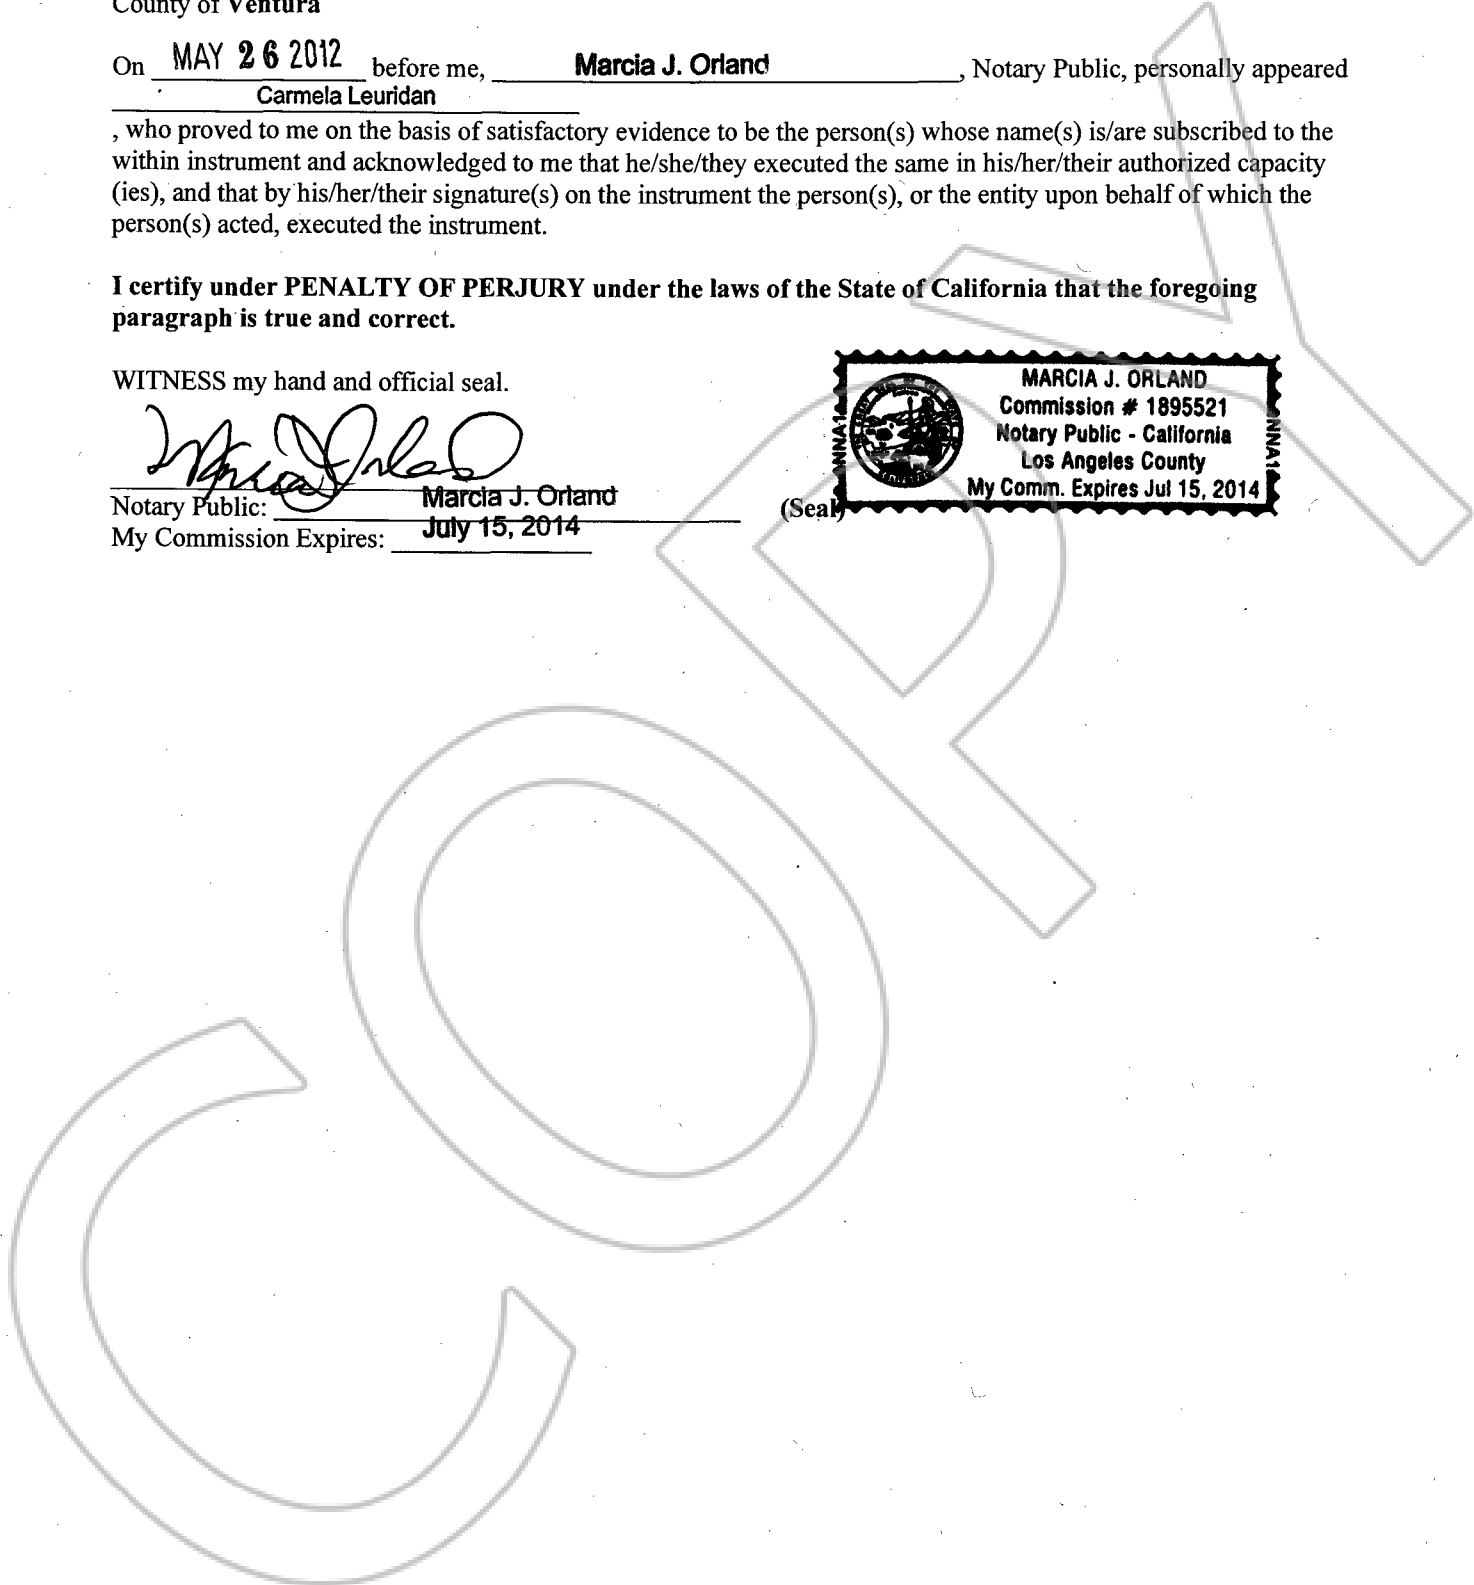 County of Ventura
On MAY 26 2012 before me, Marcia J. Orland, Notary Public, personally appeared
Carmela Leuridan
, who proved to me on the basis of satisfactory evidence to be the person(s) whose name(s) is/are subscribed to the
within instrument and acknowledged to me that he/she/they executed the same in his/her/their authorized capacity
(ies), and that by his/her/their signature(s) on the instrument the person(s), or the entity upon behalf of which the
person(s) acted, executed the instrument.
I certify under PENALTY OF PERJURY under the laws of the State of California that the foregoing
paragraph is true and correct.
WITNESS my hand and official seal.
Marcia J Orland
Notary Public: Marcia J. Orland
My Commission Expires: July 15, 2014
(Seal)
MARCIA J. ORLAND
Commission # 1895521
Notary Public - California
Los Angeles County
My Comm. Expires Jul 15, 2014
COPY